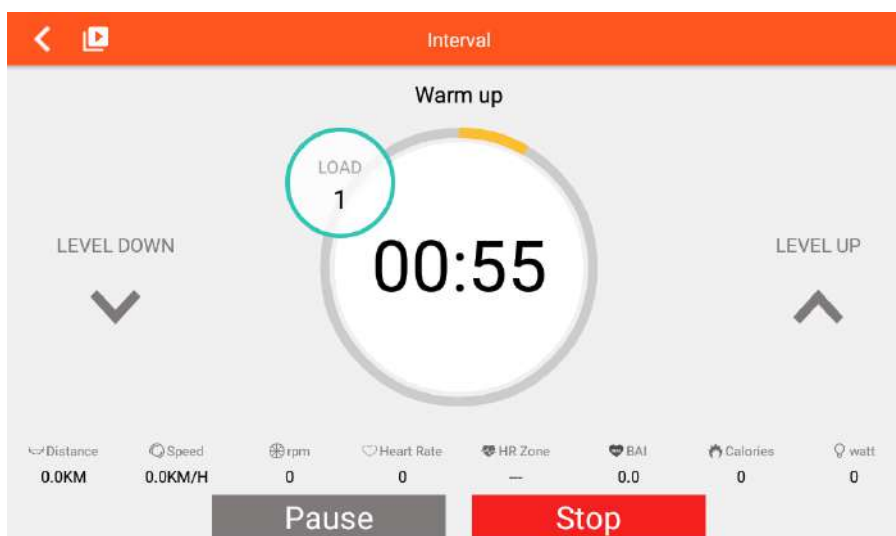 Interval
Warm up
LOAD
1
LEVEL DOWN
00:55
LEVEL UP
Distance Speed rpm Heart Rate HR Zone BAI Calories watt
0.0KM 0.0KM/H 0 0 --- 0.0 0 0
Pause Stop